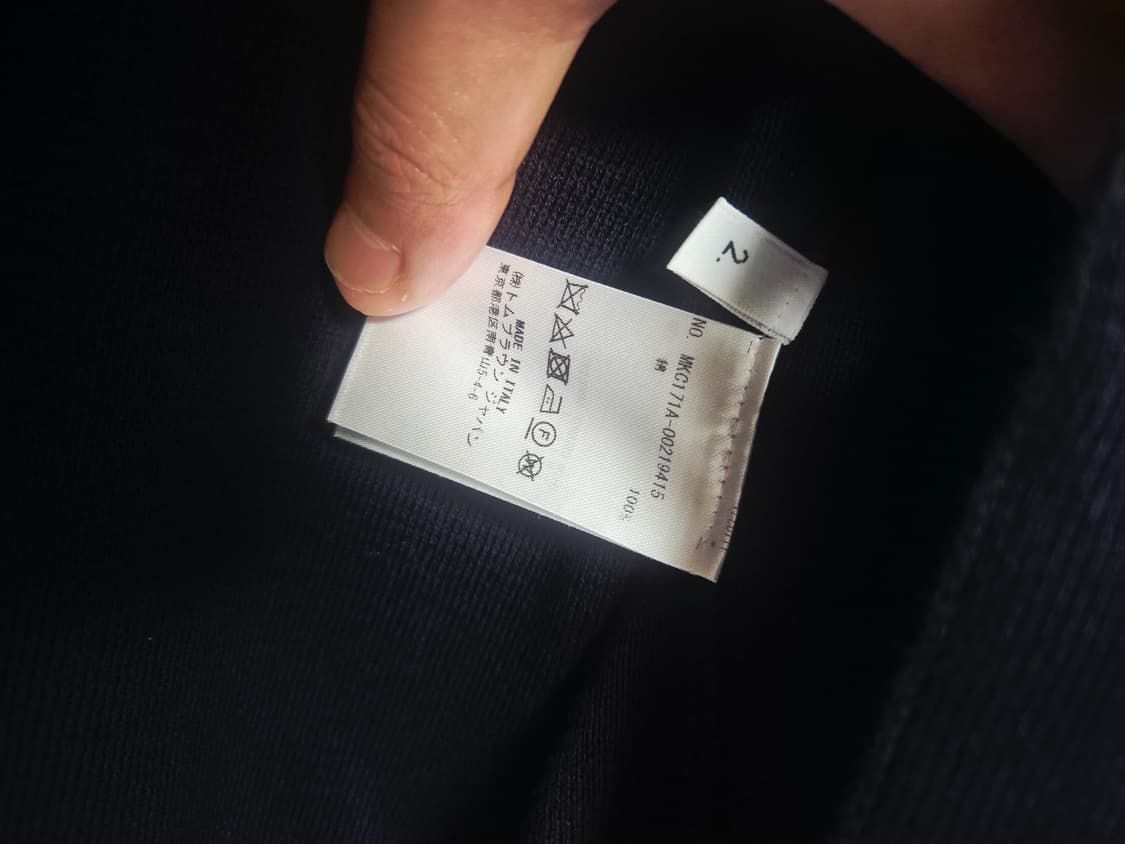 2
NO. MKC171A-00219415
綿 100%
MADE IN ITALY
(株)トム ブラウン ジャパン
東京都港区南青山5-4-6